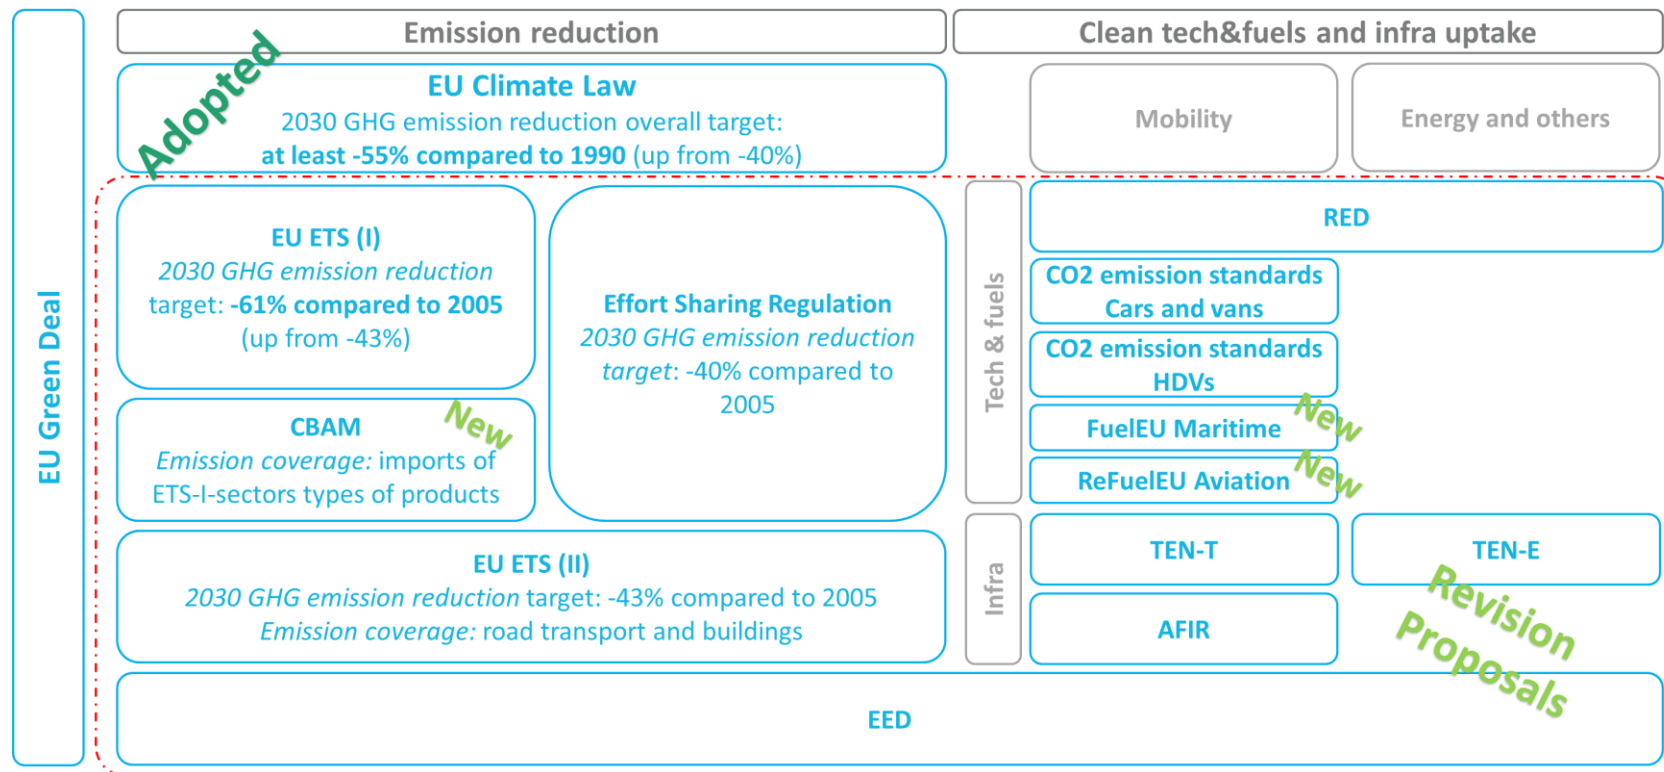 EU Green Deal
Emission reduction
Clean tech&fuels and infra uptake
Adopted
EU Climate Law
2030 GHG emission reduction overall target:
at least -55% compared to 1990 (up from -40%)
Mobility
Energy and others
EU ETS (I)
2030 GHG emission reduction
target: -61% compared to 2005
(up from -43%)
Effort Sharing Regulation
2030 GHG emission reduction
target: -40% compared to
2005
CBAM
New
Emission coverage: imports of
ETS-I-sectors types of products
EU ETS (II)
2030 GHG emission reduction target: -43% compared to 2005
Emission coverage: road transport and buildings
Tech & fuels
RED
CO2 emission standards
Cars and vans
CO2 emission standards
HDVs
FuelEU Maritime
New
ReFuelEU Aviation
New
Infra
TEN-T
TEN-E
AFIR
Revision
Proposals
EED